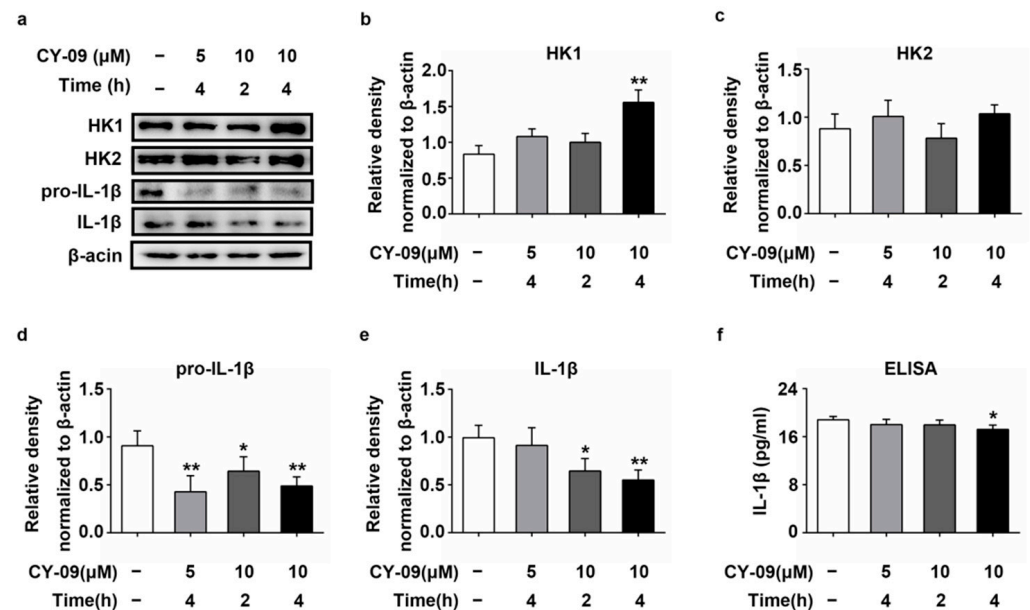 a
CY-09 (μM) – 5 10 10
Time (h) – 4 2 4
HK1
HK2
pro-IL-1β
IL-1β
β-acin
b
HK1
Relative density
normalized to β-actin
2.0
**
1.5
1.0
0.5
0.0
CY-09(μM) – 5 10 10
Time(h) – 4 2 4
c
HK2
Relative density
normalized to β-actin
1.5
1.0
0.5
0.0
CY-09(μM) – 5 10 10
Time(h) – 4 2 4
d
pro-IL-1β
Relative density
normalized to β-actin
1.5
1.0
** * **
0.5
0.0
CY-09(μM) – 5 10 10
Time(h) – 4 2 4
e
IL-1β
Relative density
normalized to β-actin
1.5
1.0
* **
0.5
0.0
CY-09(μM) – 5 10 10
Time(h) – 4 2 4
f
ELISA
IL-1β (pg/ml)
24
*
16
8
0
CY-09(μM) – 5 10 10
Time(h) – 4 2 4